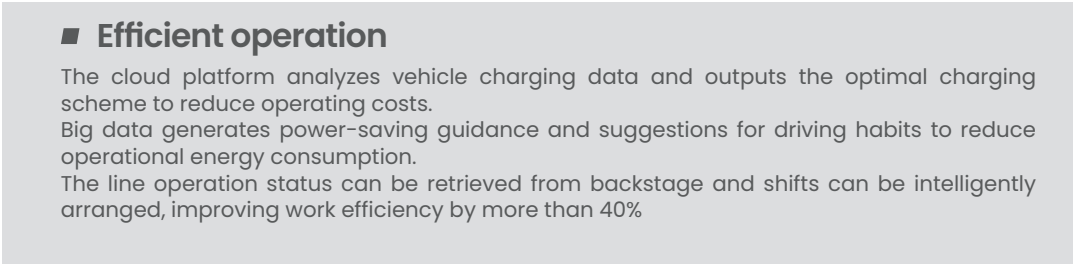 Efficient operation
The cloud platform analyzes vehicle charging data and outputs the optimal charging
scheme to reduce operating costs.
Big data generates power-saving guidance and suggestions for driving habits to reduce
operational energy consumption.
The line operation status can be retrieved from backstage and shifts can be intelligently
arranged, improving work efficiency by more than 40%